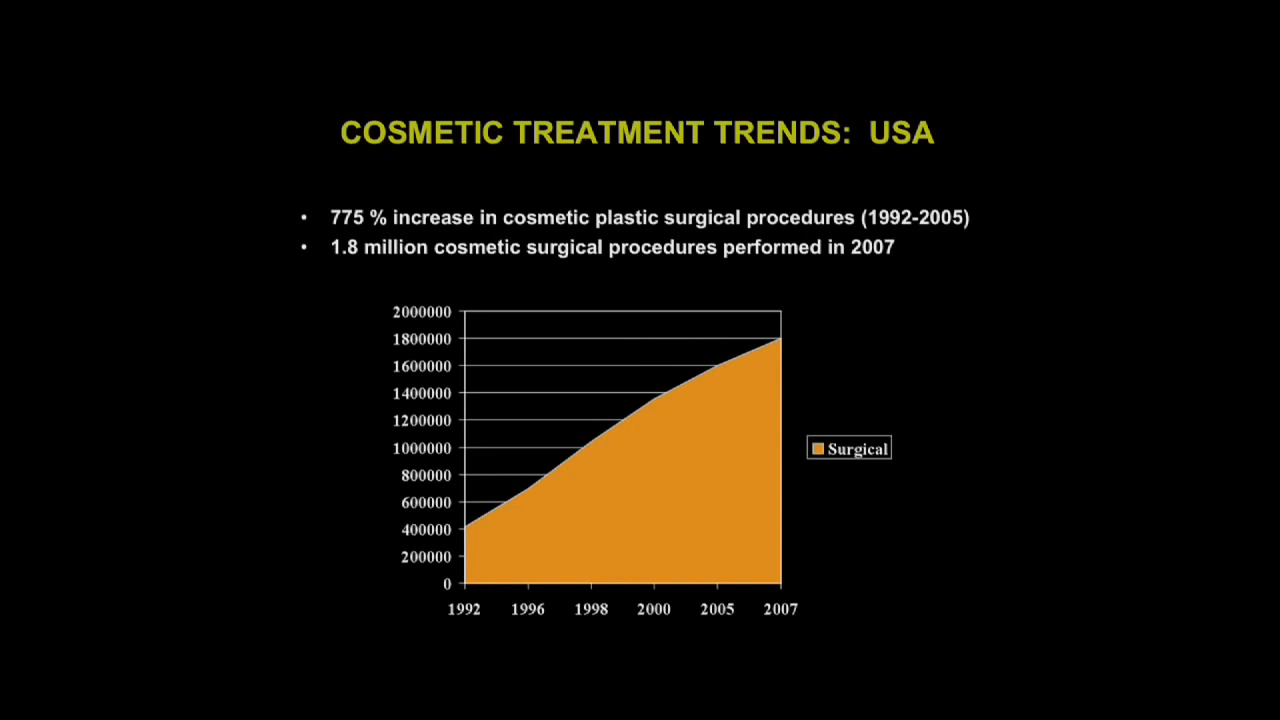 COSMETIC TREATMENT TRENDS: USA
• 775 % increase in cosmetic plastic surgical procedures (1992-2005)
• 1.8 million cosmetic surgical procedures performed in 2007
2000000
1800000
1600000
1400000
1200000
1000000
800000
600000
400000
200000
0
1992 1996 1998 2000 2005 2007
Surgical